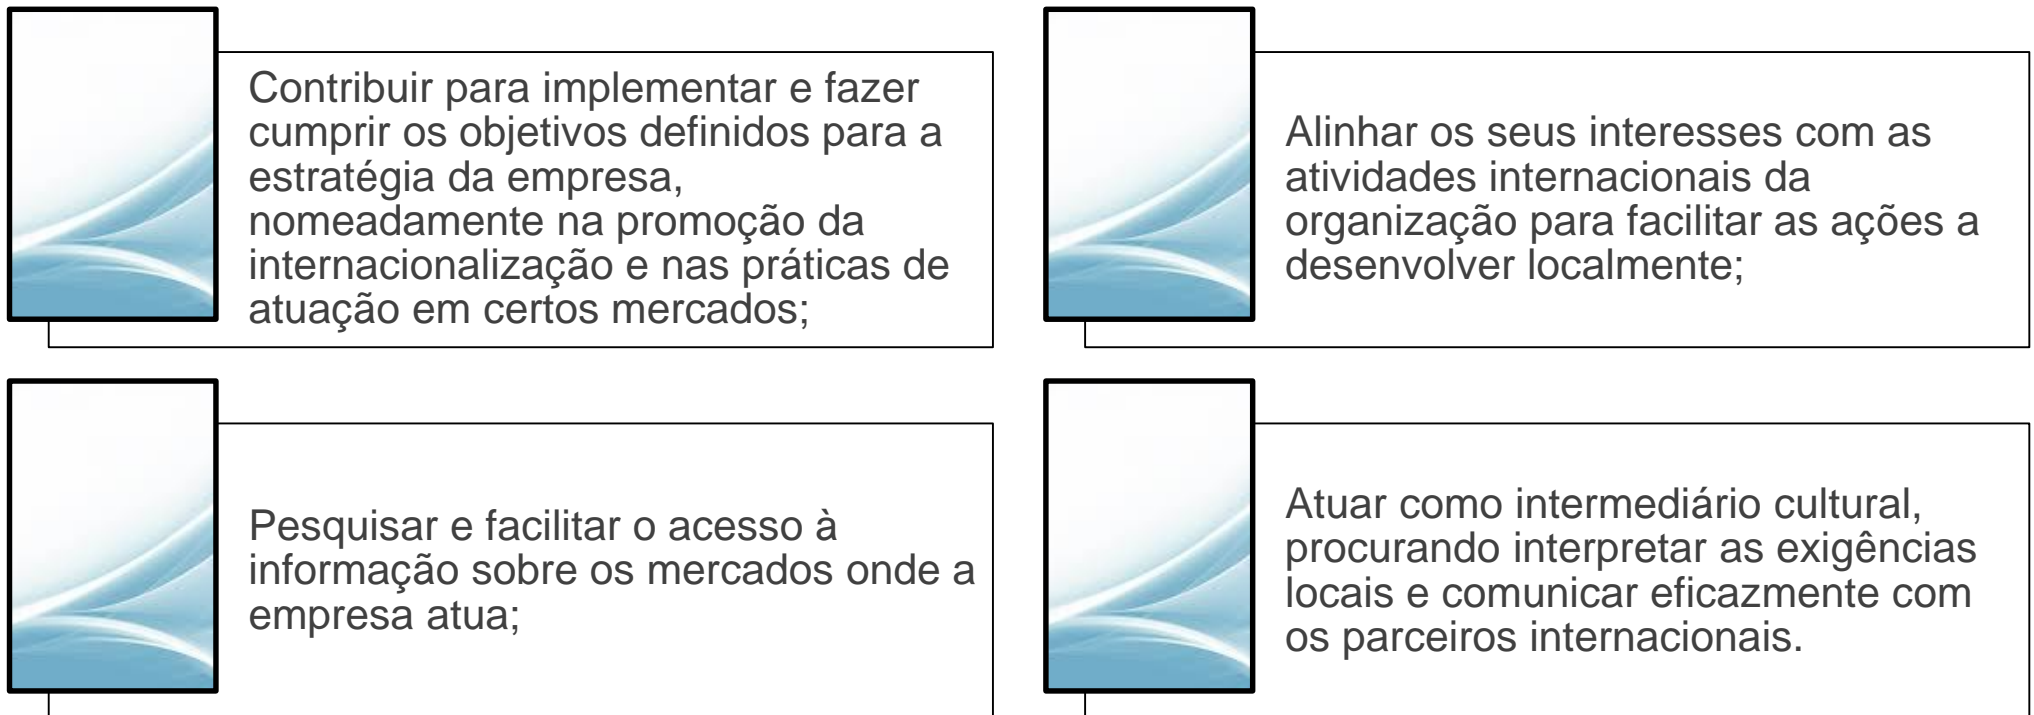 Contribuir para implementar e fazer
cumprir os objetivos definidos para a
estratégia da empresa,
nomeadamente na promoção da
internacionalização e nas práticas de
atuação em certos mercados;
Alinhar os seus interesses com as
atividades internacionais da
organização para facilitar as ações a
desenvolver localmente;
Pesquisar e facilitar o acesso à
informação sobre os mercados onde a
empresa atua;
Atuar como intermediário cultural,
procurando interpretar as exigências
locais e comunicar eficazmente com
os parceiros internacionais.